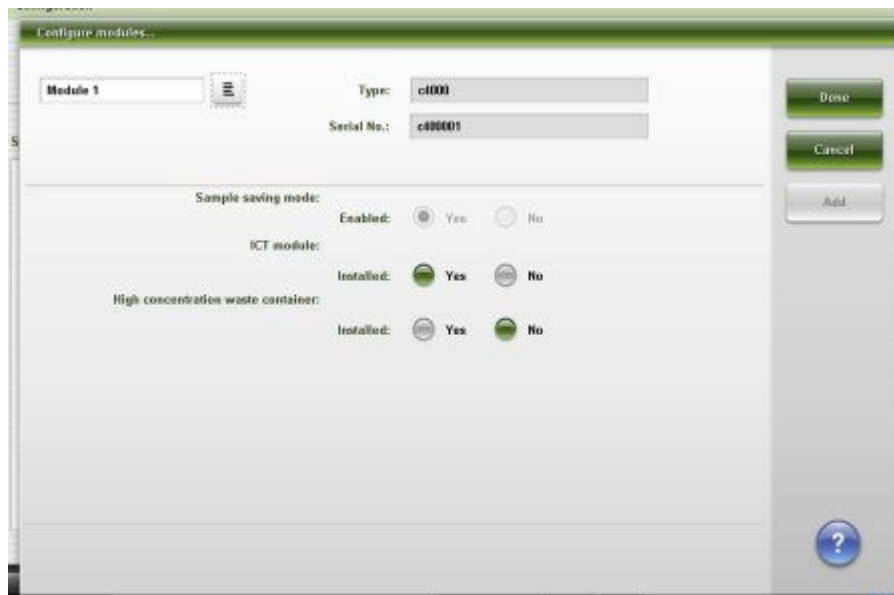 Configuration
Configure modules...
Module 1
Type: c4000
Serial No.: c400001
Done
Cancel
Add
Sample saving mode:
Enabled: Yes No
ICT module:
Installed: Yes No
High concentration waste container:
Installed: Yes No
?